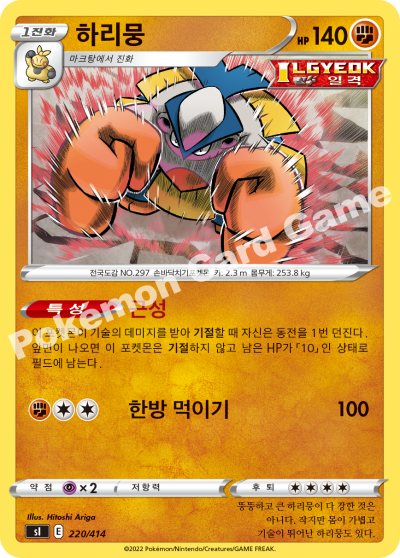 1진화
하리뭉
HP 140
마크탕에서 진화
ILGYEOK
일격
전국도감 NO.297 손바닥치기포켓몬 키: 2.3 m 몸무게: 253.8 kg
Pokémon Card Game
특성 근성
이 포켓몬이 기술의 데미지를 받아 기절할 때 자신은 동전을 1번 던진다.
앞면이 나오면 이 포켓몬은 기절하지 않고 남은 HP가 「10」인 상태로
필드에 남는다.
한방 먹이기 100
약점 ×2 저항력 후퇴
Illus. Hitoshi Ariga
sI E 220/414
뚱뚱하고 큰 하리뭉이 다 강한 것은
아니다. 작지만 몸이 가볍고
기술이 뛰어난 하리뭉도 있다.
©2022 Pokémon/Nintendo/Creatures/GAME FREAK.